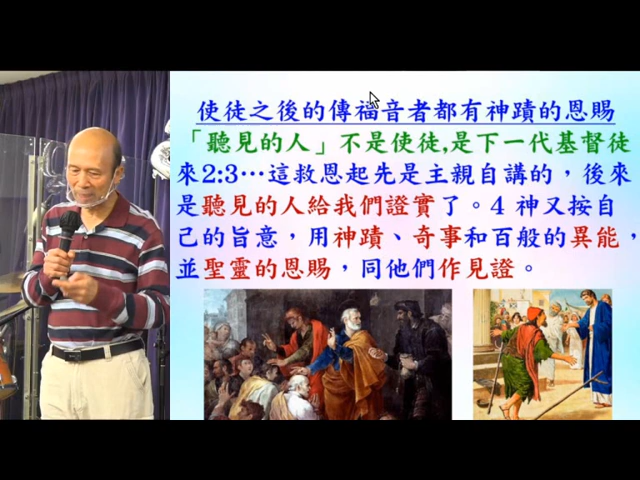 使徒之後的傳福音者都有神蹟的恩賜
「聽見的人」不是使徒,是下一代基督徒
來2:3…這救恩起先是主親自講的，後來
是聽見的人給我們證實了。4 神又按自
己的旨意，用神蹟、奇事和百般的異能，
並聖靈的恩賜，同他們作見證。